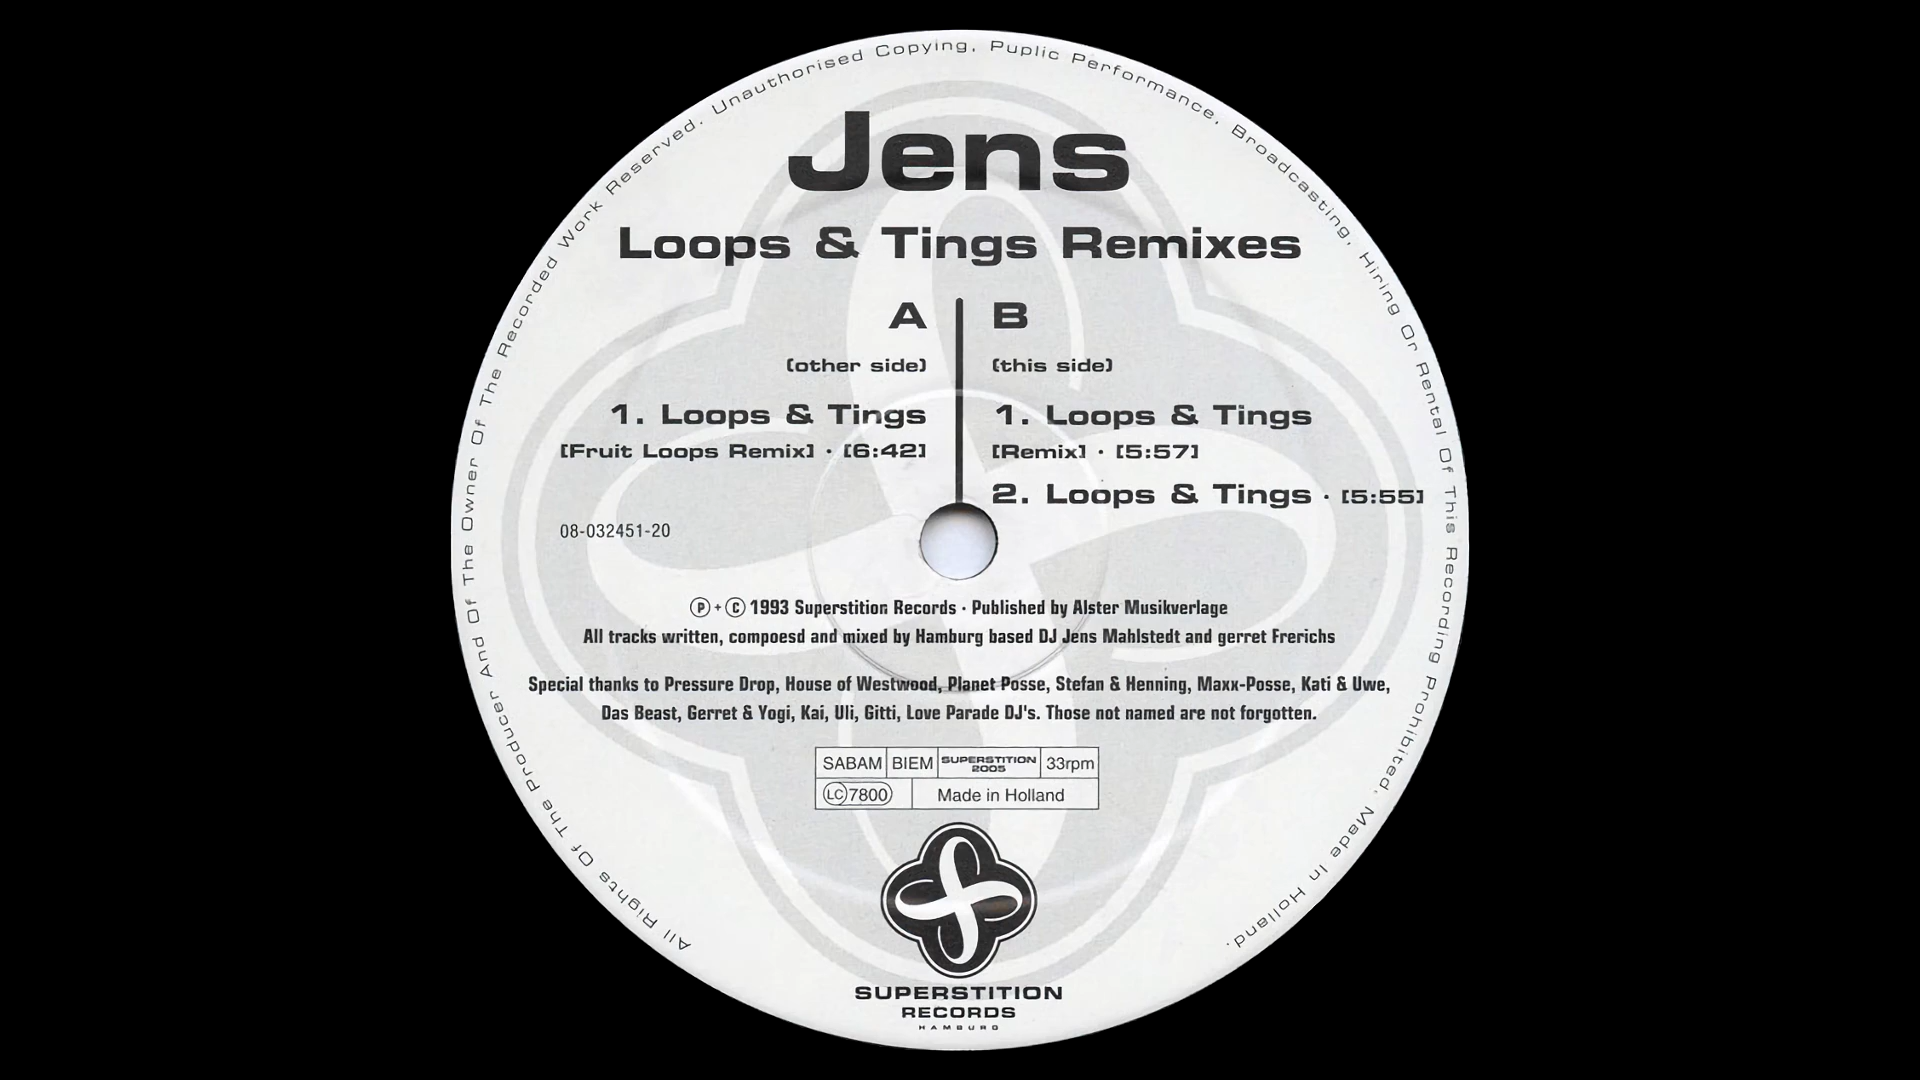 All Rights Of The Producer And Of The Owner Of The Recorded Work Reserved. Unauthorised Copying, Puplic Performance, Broadcasting, Hiring Or Rental Of This Recording Prohibited. Made In Holland.
Jens
Loops & Tings Remixes
A
(other side)
1. Loops & Tings
[Fruit Loops Remix] · [6:42]
08-032451-20
B
(this side)
1. Loops & Tings
[Remix] · [5:57]
2. Loops & Tings · [5:55]
Ⓟ + Ⓒ 1993 Superstition Records · Published by Alster Musikverlage
All tracks written, compoesd and mixed by Hamburg based DJ Jens Mahlstedt and gerret Frerichs
Special thanks to Pressure Drop, House of Westwood, Planet Posse, Stefan & Henning, Maxx-Posse, Kati & Uwe,
Das Beast, Gerret & Yogi, Kai, Uli, Gitti, Love Parade DJ's. Those not named are not forgotten.
SABAM BIEM SUPERSTITION 2005 33rpm
LC 7800 Made in Holland
SUPERSTITION
RECORDS
HAMBURG